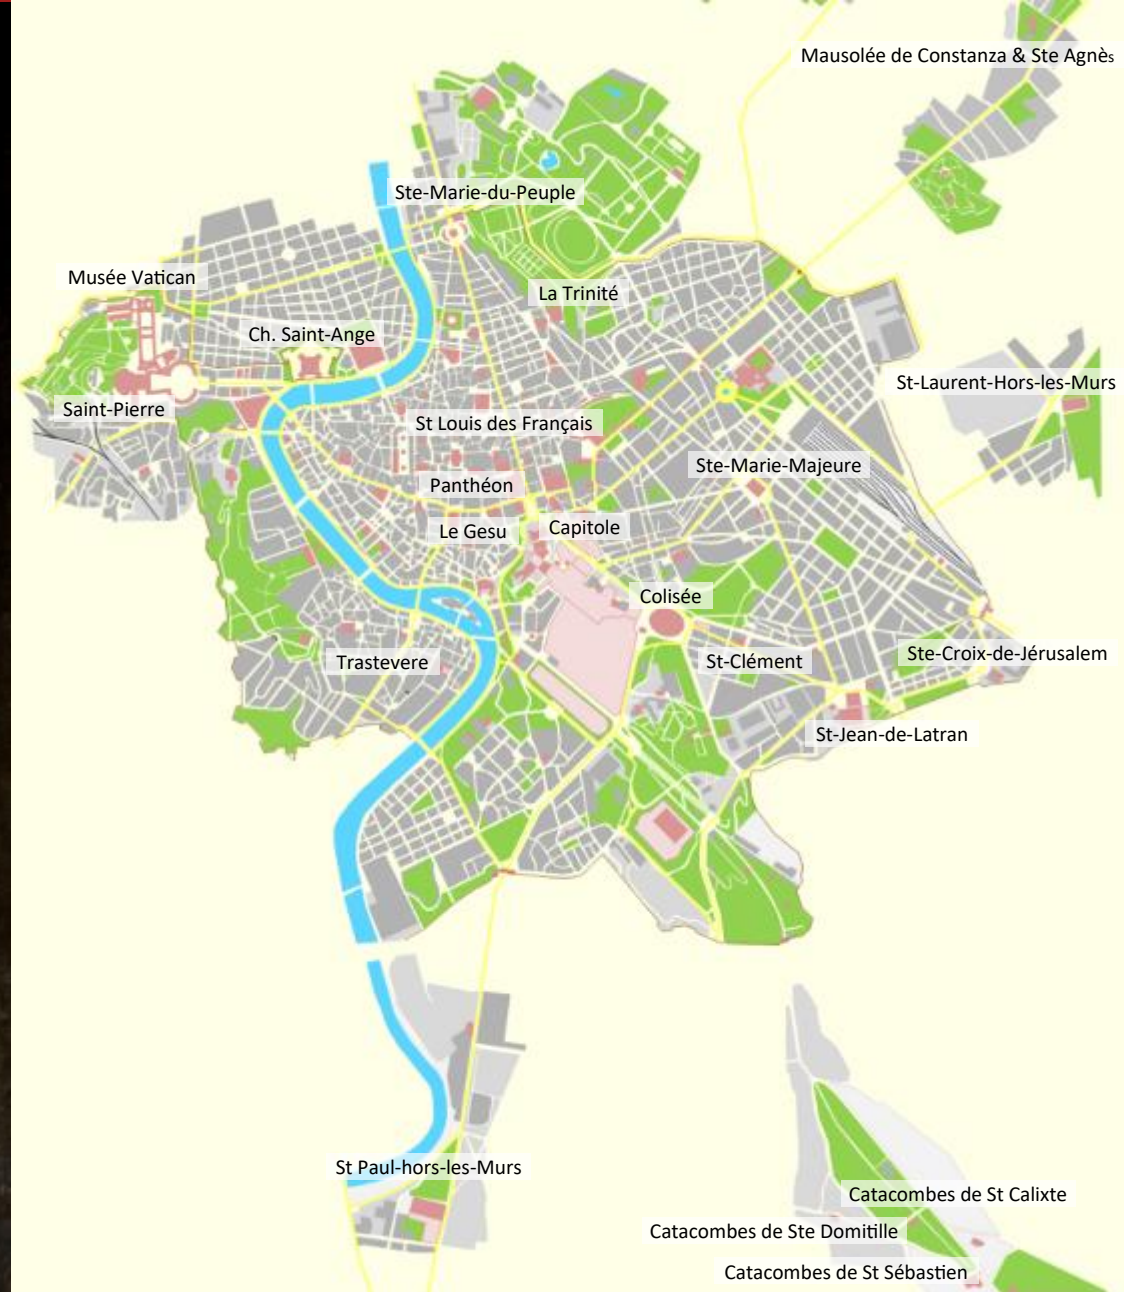 Mausolée de Constanza & Ste Agnès
Ste-Marie-du-Peuple
Musée Vatican
La Trinité
Ch. Saint-Ange
St-Laurent-Hors-les-Murs
Saint-Pierre
St Louis des Français
Ste-Marie-Majeure
Panthéon
Le Gesu
Capitole
Colisée
Trastevere
St-Clément
Ste-Croix-de-Jérusalem
St-Jean-de-Latran
St Paul-hors-les-Murs
Catacombes de St Calixte
Catacombes de Ste Domitille
Catacombes de St Sébastien